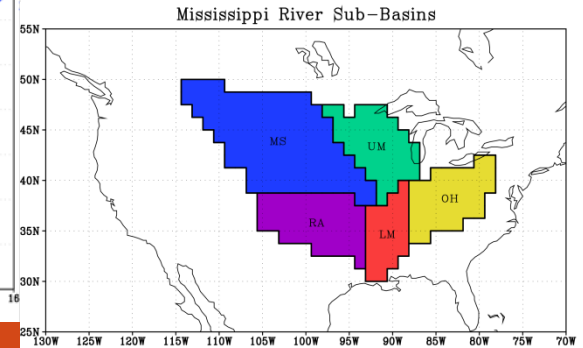 Mississippi River Sub-Basins
55N
50N
45N
40N
35N
30N
25N
MS
UM
OH
RA
LM
16
130W 125W 120W 115W 110W 105W 100W 95W 90W 85W 80W 75W 70W